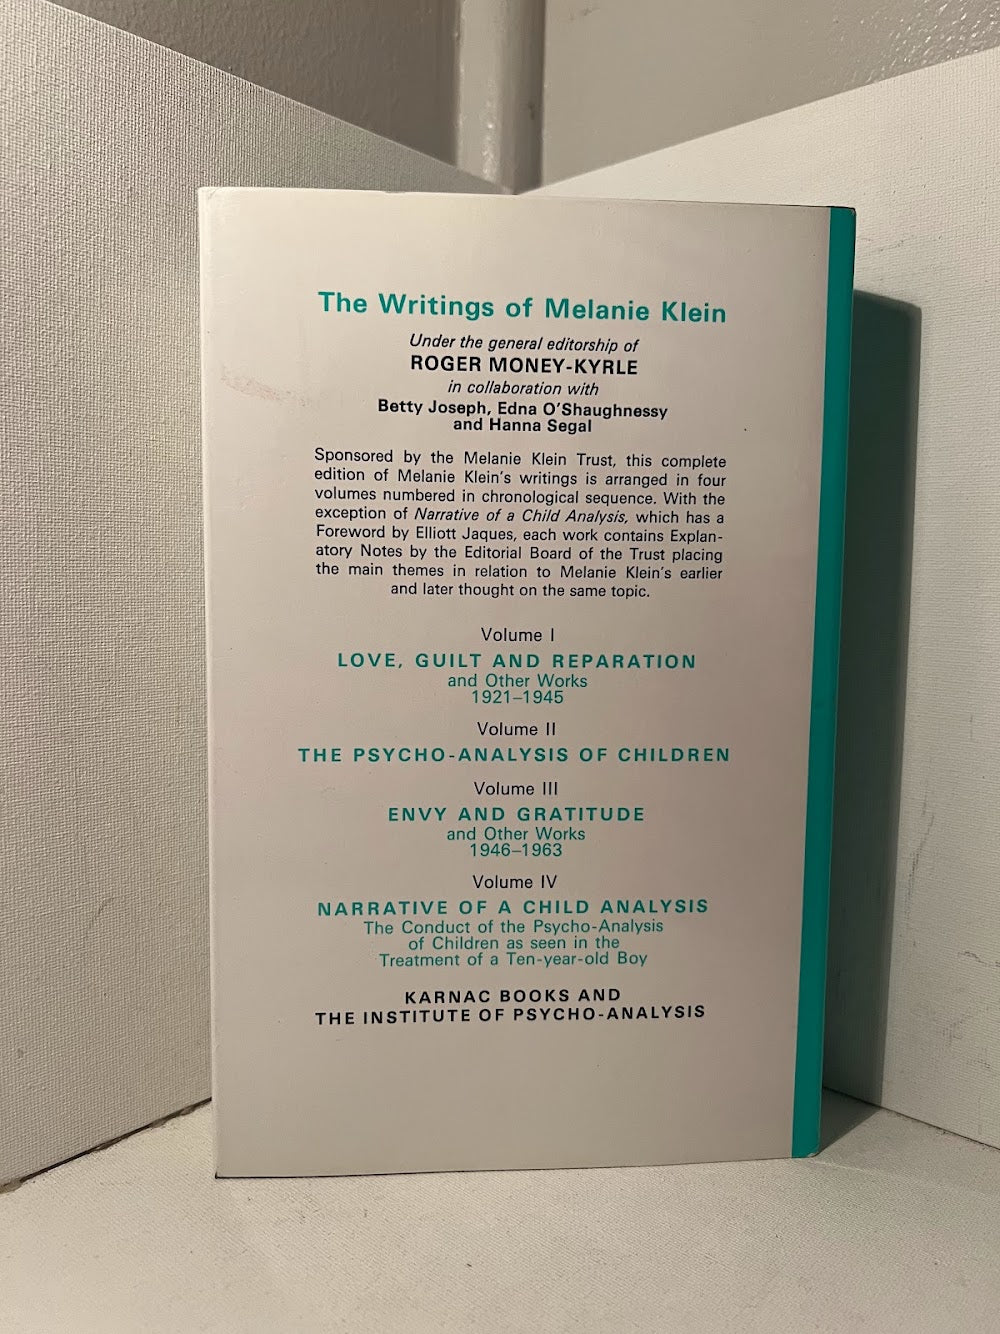 The Writings of Melanie Klein
Under the general editorship of
ROGER MONEY-KYRLE
in collaboration with
Betty Joseph, Edna O'Shaughnessy
and Hanna Segal
Sponsored by the Melanie Klein Trust, this complete
edition of Melanie Klein's writings is arranged in four
volumes numbered in chronological sequence. With the
exception of Narrative of a Child Analysis, which has a
Foreword by Elliott Jaques, each work contains Explan-
atory Notes by the Editorial Board of the Trust placing
the main themes in relation to Melanie Klein's earlier
and later thought on the same topic.
Volume I
LOVE, GUILT AND REPARATION
and Other Works
1921–1945
Volume II
THE PSYCHO-ANALYSIS OF CHILDREN
Volume III
ENVY AND GRATITUDE
and Other Works
1946–1963
Volume IV
NARRATIVE OF A CHILD ANALYSIS
The Conduct of the Psycho-Analysis
of Children as seen in the
Treatment of a Ten-year-old Boy
KARNAC BOOKS AND
THE INSTITUTE OF PSYCHO-ANALYSIS